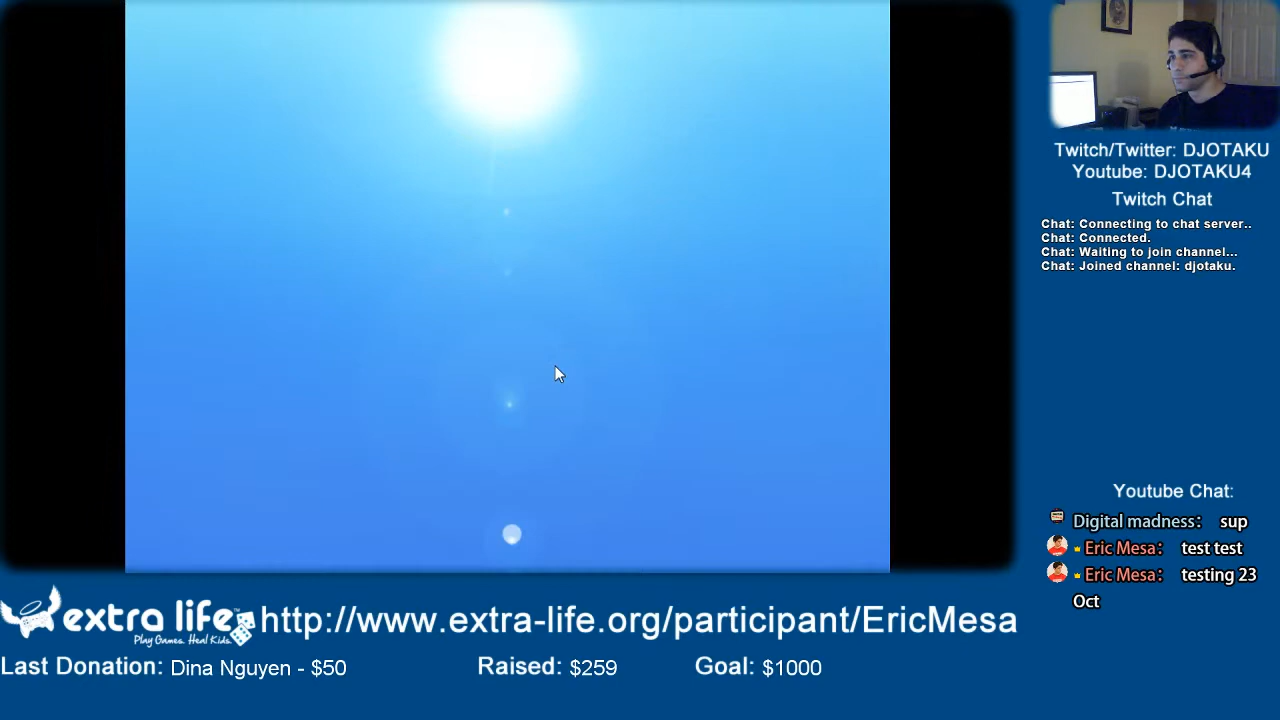 Twitch/Twitter: DJOTAKU
Youtube: DJOTAKU4
Twitch Chat
Chat: Connecting to chat server..
Chat: Connected.
Chat: Waiting to join channel...
Chat: Joined channel: djotaku.
Youtube Chat:
Digital madness: sup
Eric Mesa: test test
Eric Mesa: testing 23
Oct
extra life
Play Games. Heal Kids.
http://www.extra-life.org/participant/EricMesa
Last Donation: Dina Nguyen - $50
Raised: $259
Goal: $1000